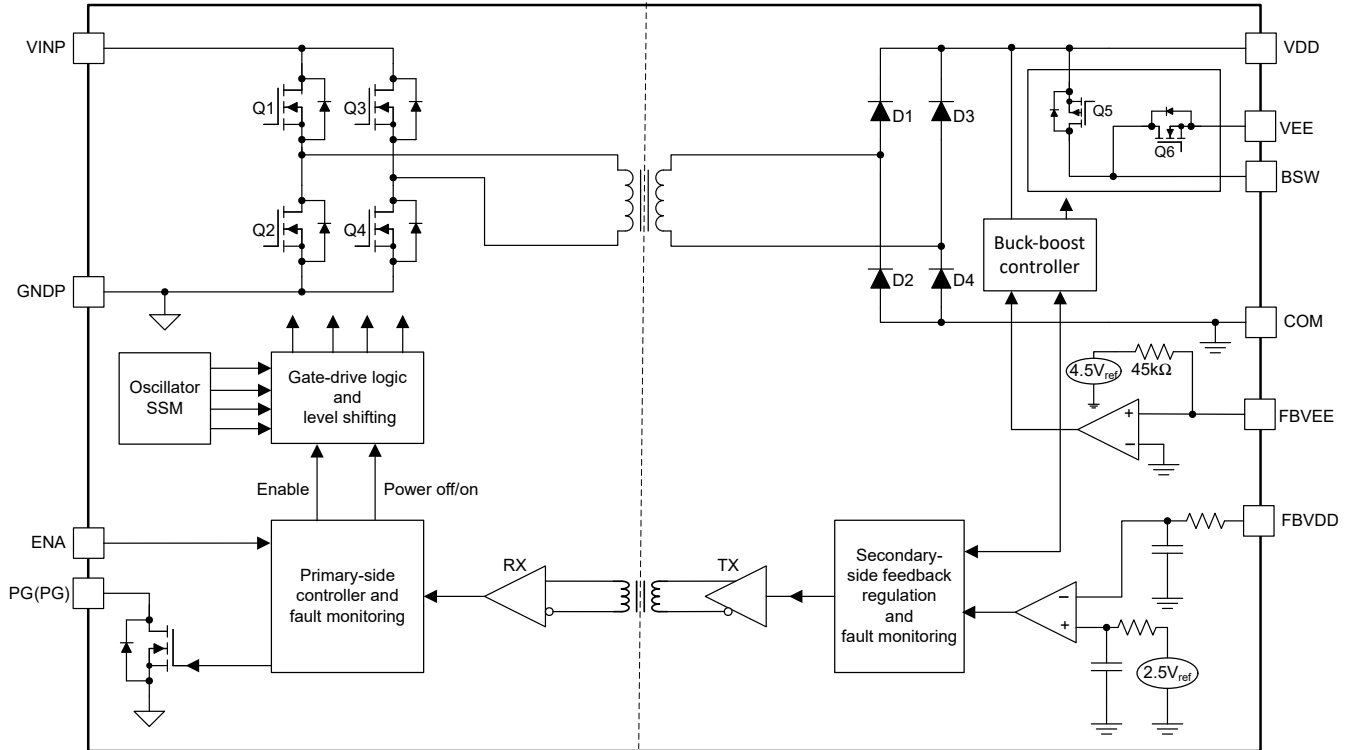 VINP
VDD
Q1
Q3
D1
D3
Q5
VEE
Q6
BSW
Q2
Q4
Buck-boost
controller
GNDP
D2
D4
COM
Oscillator
SSM
Gate-drive logic
and
level shifting
4.5Vref
45kΩ
FBVEE
+
−
Enable
Power off/on
FBVDD
ENA
Primary-side
controller and
fault monitoring
RX
TX
Secondary-
side feedback
regulation
and
fault monitoring
−
+
PG(PG)
2.5Vref